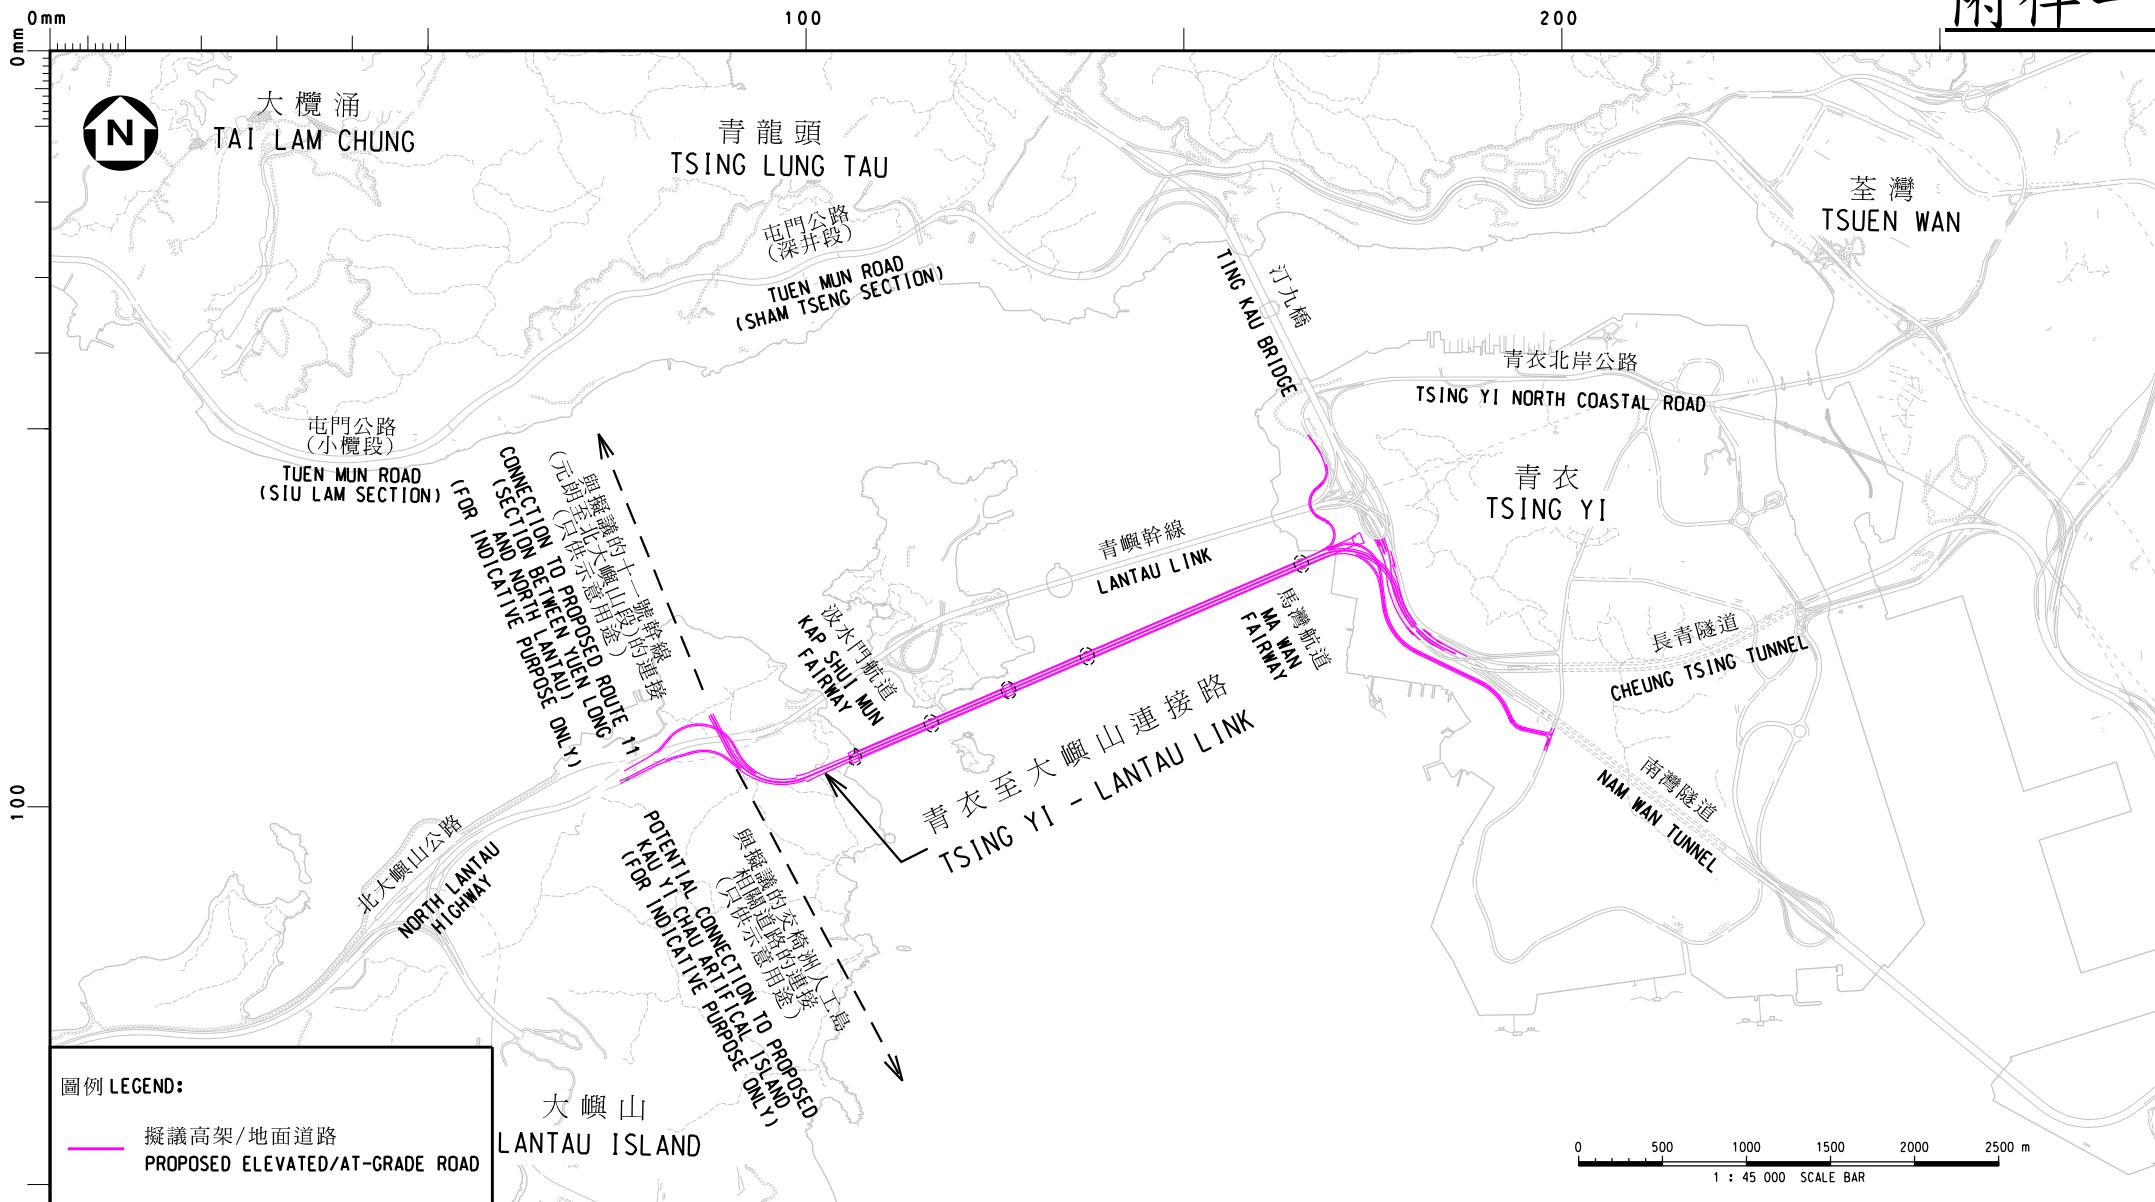 0mm
100
200
0mm
100
附件一
N
大欖涌
TAI LAM CHUNG
青龍頭
TSING LUNG TAU
屯門公路
(深井段)
TUEN MUN ROAD
(SHAM TSENG SECTION)
荃灣
TSUEN WAN
汀九橋
TING KAU BRIDGE
青衣北岸公路
TSING YI NORTH COASTAL ROAD
屯門公路
(小欖段)
TUEN MUN ROAD
(SIU LAM SECTION)
與擬議的十一號幹線
(元朗至北大嶼山段)的連接
(只供示意用途)
CONNECTION TO PROPOSED ROUTE 11
(SECTION BETWEEN YUEN LONG
AND NORTH LANTAU)
(FOR INDICATIVE PURPOSE ONLY)
青衣
TSING YI
青嶼幹線
LANTAU LINK
汲水門航道
KAP SHUI MUN
FAIRWAY
馬灣航道
MA WAN
FAIRWAY
長青隧道
CHEUNG TSING TUNNEL
青衣至大嶼山連接路
TSING YI - LANTAU LINK
南灣隧道
NAM WAN TUNNEL
北大嶼山公路
NORTH LANTAU
HIGHWAY
與擬議的交椅洲人工島
相關道路的連接
(只供示意用途)
POTENTIAL CONNECTION TO PROPOSED
KAU YI CHAU ARTIFICAL ISLAND
(FOR INDICATIVE PURPOSE ONLY)
大嶼山
LANTAU ISLAND
圖例 LEGEND:
擬議高架/地面道路
PROPOSED ELEVATED/AT-GRADE ROAD
0 500 1000 1500 2000 2500 m
1 : 45 000 SCALE BAR